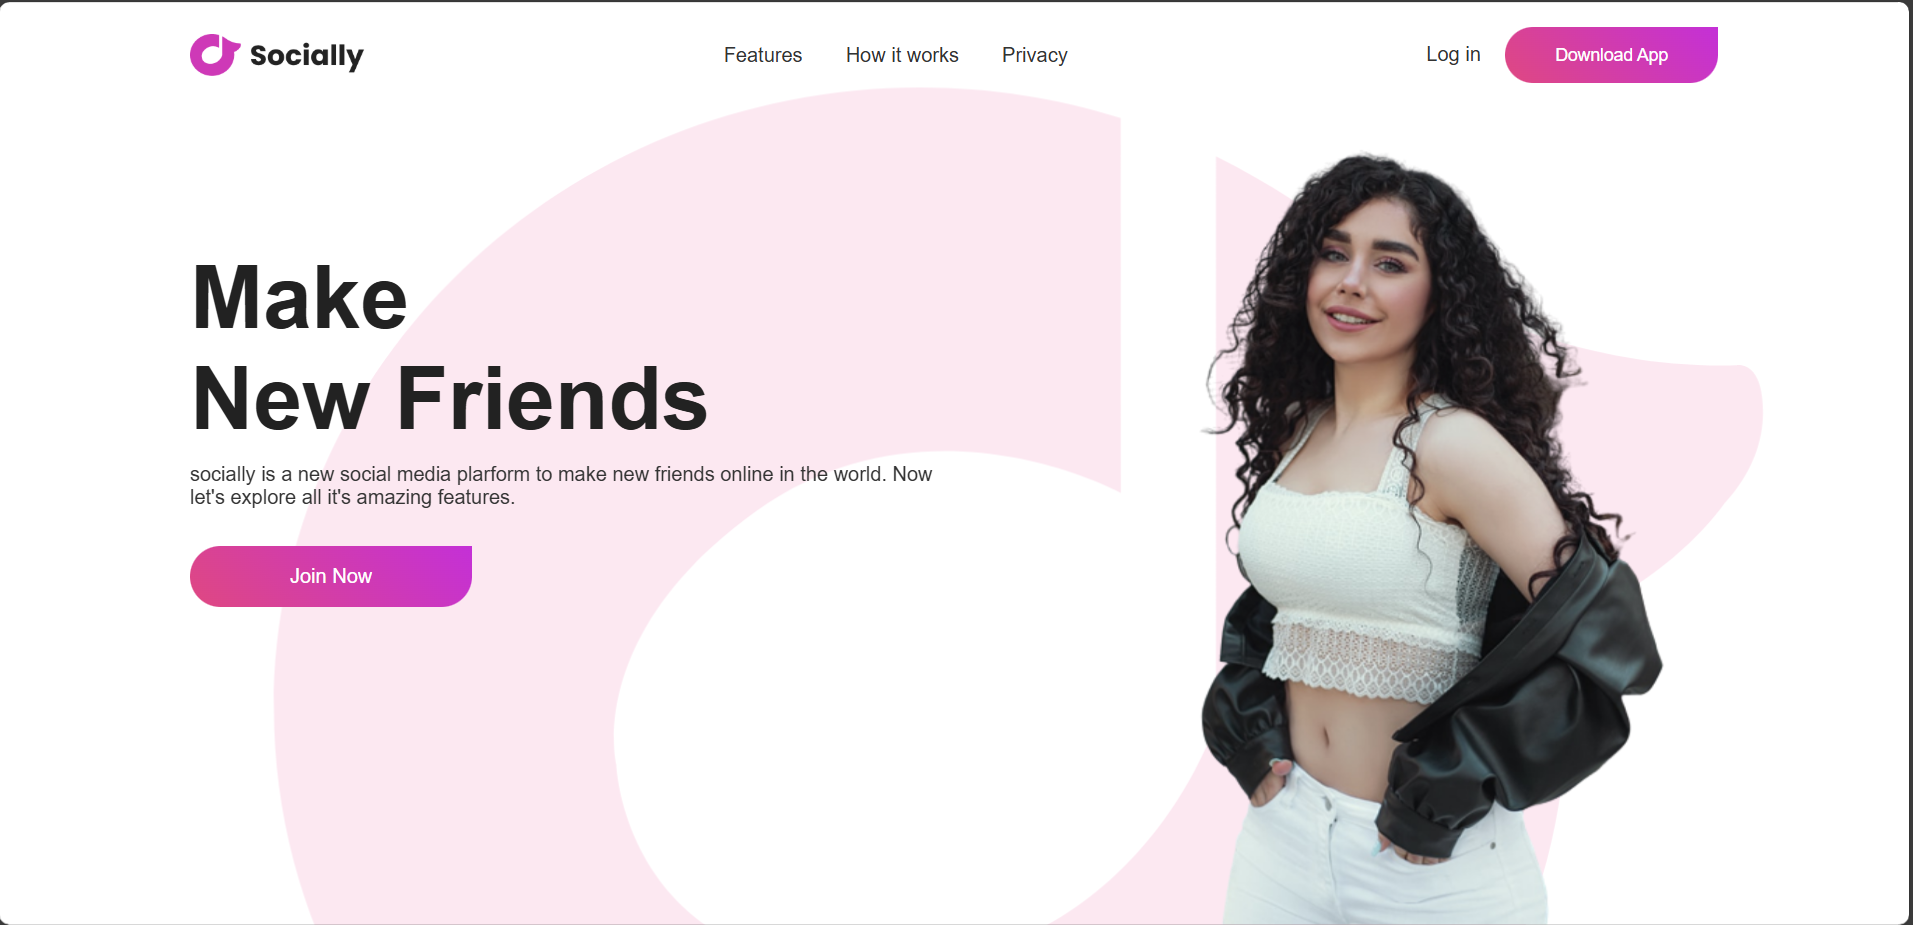 Socially
Features
How it works
Privacy
Log in
Download App
Make
New Friends
socially is a new social media plarform to make new friends online in the world. Now
let's explore all it's amazing features.
Join Now